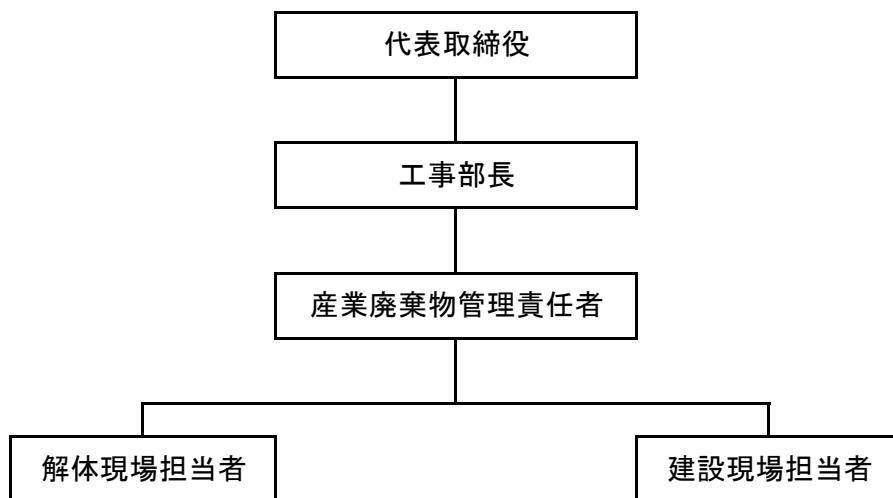 代表取締役
工事部長
産業廃棄物管理責任者
解体現場担当者
建設現場担当者